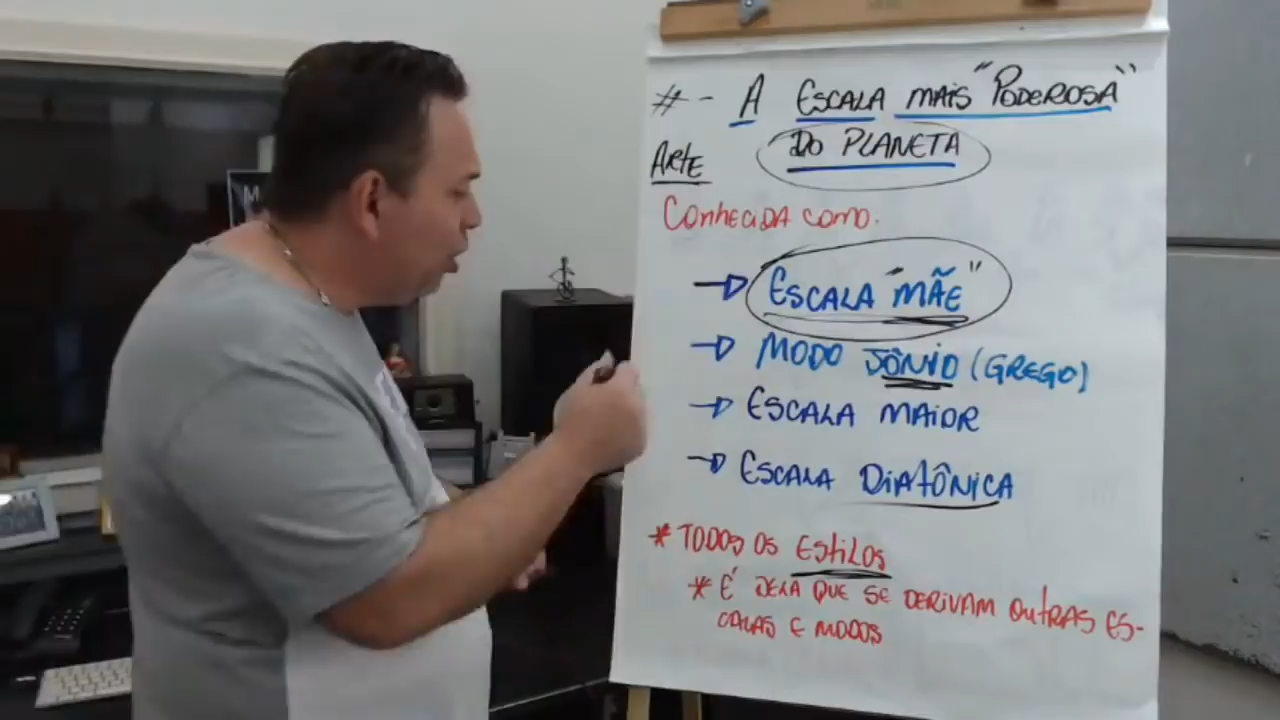 # - A ESCALA MAIS "PODEROSA"
DO PLANETA
ARTE
CONHECIDA COMO.
→ ESCALA "MÃE"
→ MODO JÔNIO (GREGO)
→ ESCALA MAIOR
→ ESCALA DIATÔNICA
* TODOS OS ESTILOS
* É DELA QUE SE DERIVAM OUTRAS ES-
CALAS E MODOS
M